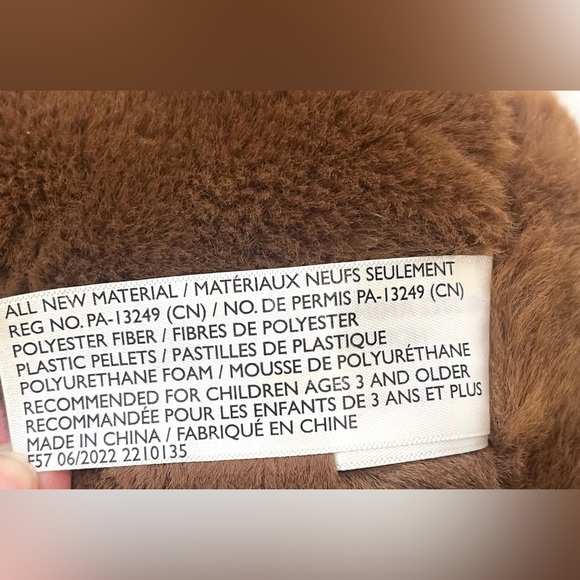 ALL NEW MATERIAL / MATÉRIAUX NEUFS SEULEMENT
REG NO. PA-13249 (CN) / NO. DE PERMIS PA-13249 (CN)
POLYESTER FIBER / FIBRES DE POLYESTER
PLASTIC PELLETS / PASTILLES DE PLASTIQUE
POLYURETHANE FOAM / MOUSSE DE POLYURÉTHANE
RECOMMENDED FOR CHILDREN AGES 3 AND OLDER
RECOMMANDÉE POUR LES ENFANTS DE 3 ANS ET PLUS
MADE IN CHINA / FABRIQUÉ EN CHINE
F57 06/2022 2210135